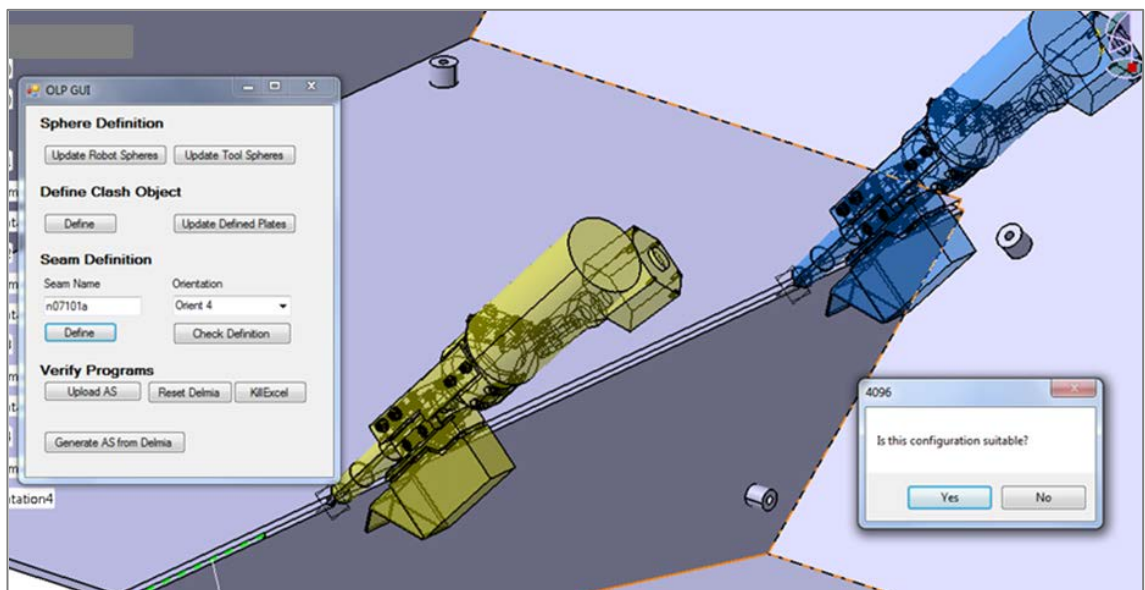 OLP GUI
Sphere Definition
Update Robot Spheres Update Tool Spheres
Define Clash Object
Define Update Defined Plates
Seam Definition
Seam Name Orientation
n07101a Orient 4
Define Check Definition
Verify Programs
Upload AS Reset Delmia KillExcel
Generate AS from Delmia
tation4
4096
Is this configuration suitable?
Yes No